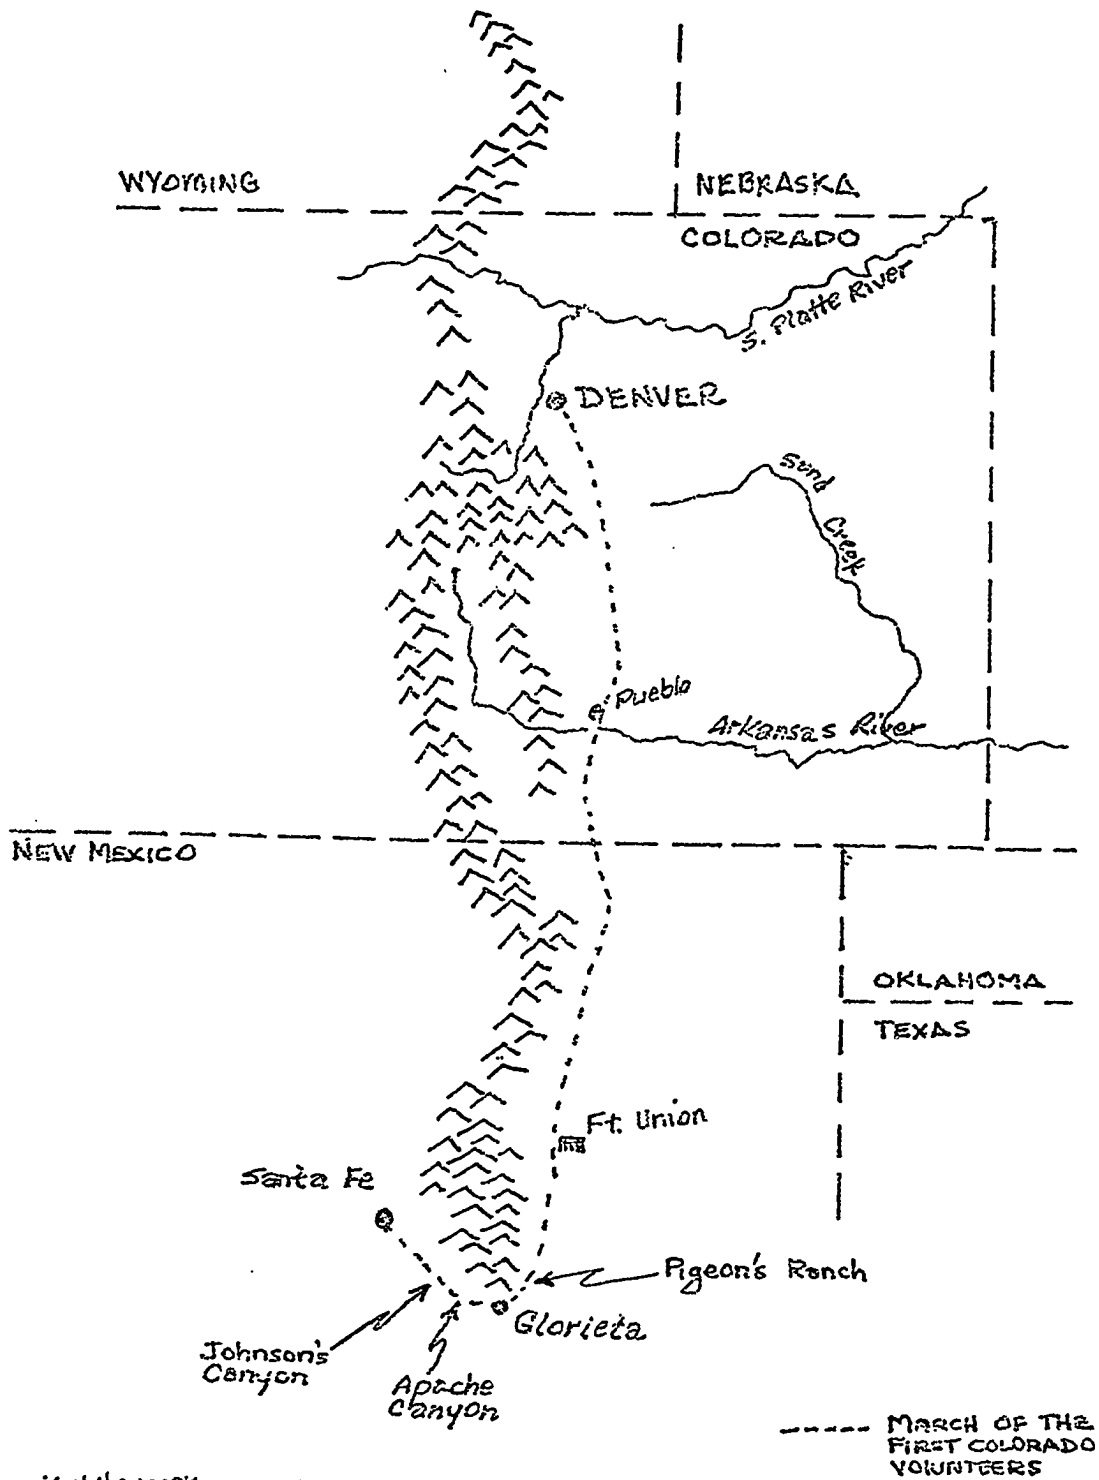 WYOMING
NEBRASKA
COLORADO
S. Platte River
DENVER
Sand
Creek
Pueblo
Arkansas River
NEW MEXICO
OKLAHOMA
TEXAS
Ft. Union
Santa Fe
Pigeon's Ranch
Glorieta
Johnson's
Canyon
Apache
Canyon
MARCH OF THE
FIRST COLORADO
VOLUNTEERS